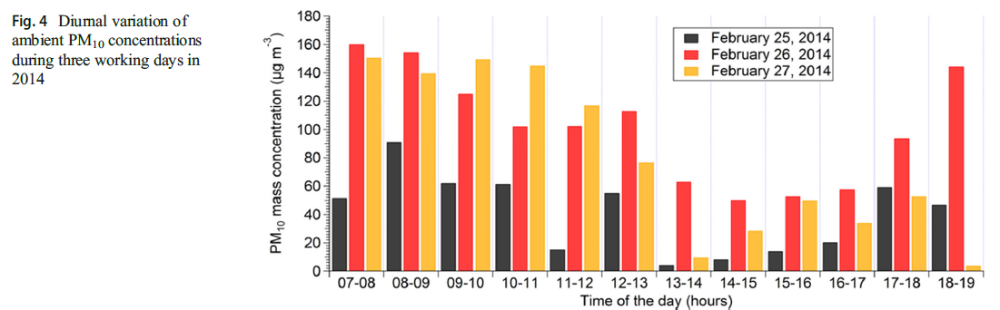 Fig. 4 Diurnal variation of
ambient PM10 concentrations
during three working days in
2014
PM10 mass concentration (µg m-3)
180
160
140
120
100
80
60
40
20
0
February 25, 2014
February 26, 2014
February 27, 2014
07-08 08-09 09-10 10-11 11-12 12-13 13-14 14-15 15-16 16-17 17-18 18-19
Time of the day (hours)